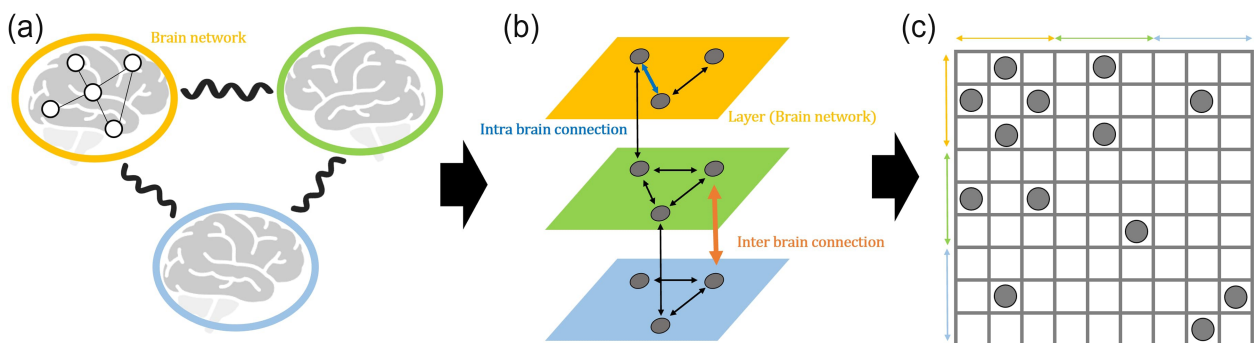 (a)
Brain network
(b)
Intra brain connection
Layer (Brain network)
Inter brain connection
(c)